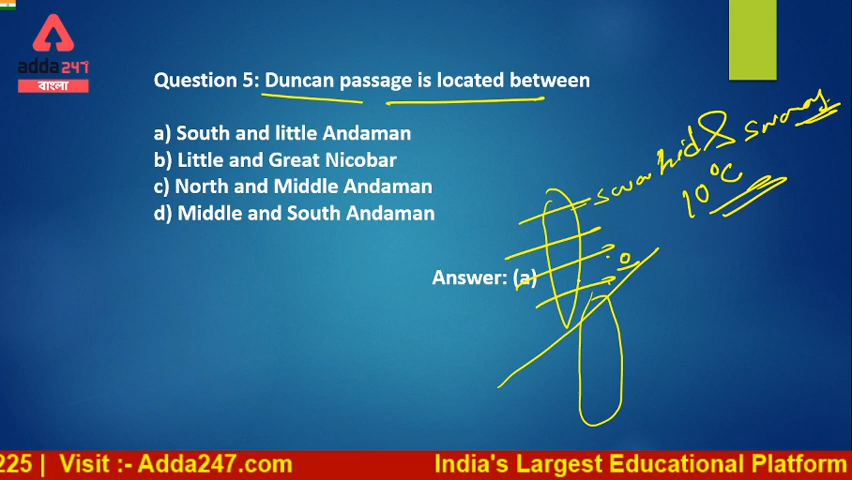 adda247
বাংলা
Question 5: Duncan passage is located between
a) South and little Andaman
b) Little and Great Nicobar
c) North and Middle Andaman
d) Middle and South Andaman
Answer: (a)
10°C
225 | Visit :- Adda247.com
India's Largest Educational Platform